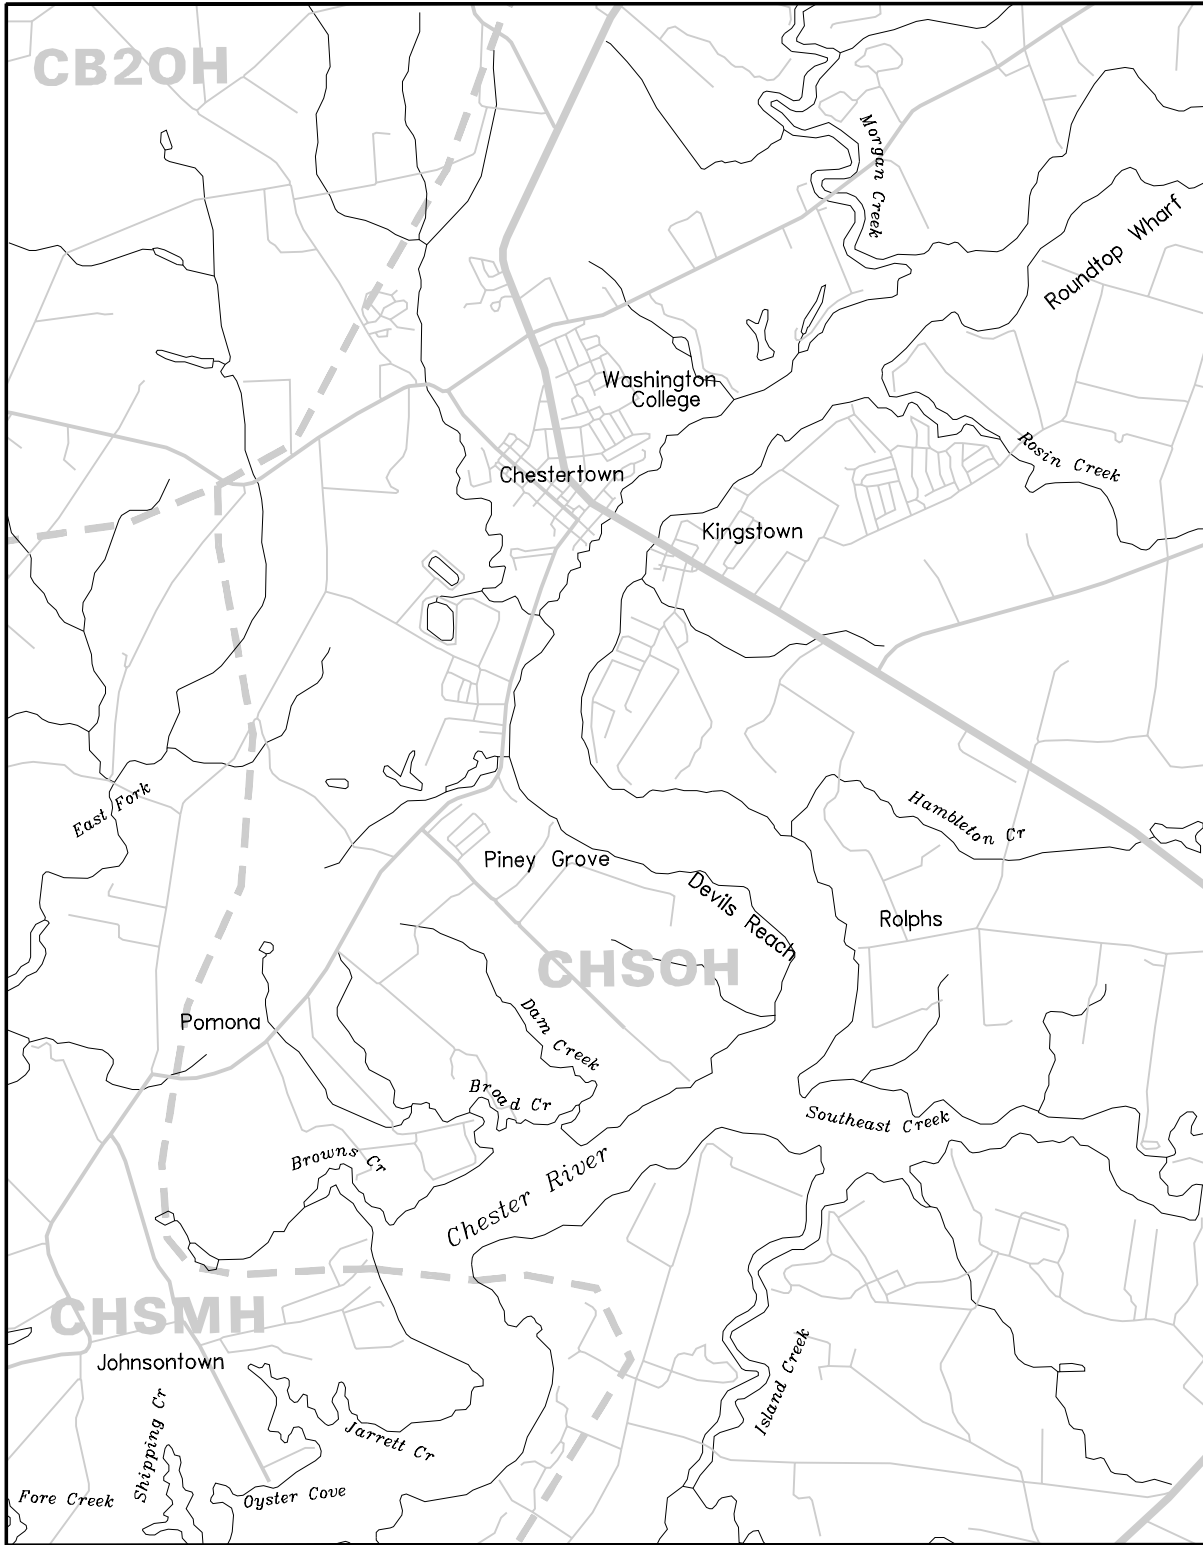 CB2OH
Morgan Creek
Roundtop Wharf
Washington
College
Rosin Creek
Chestertown
Kingstown
East Fork
Hambleton Cr
Piney Grove
Devils Reach
Rolphs
CHSOH
Pomona
Dam Creek
Broad Cr
Southeast Creek
Browns Cr
Chester River
CHSMH
Johnsontown
Island Creek
Shipping Cr
Jarrett Cr
Fore Creek
Oyster Cove